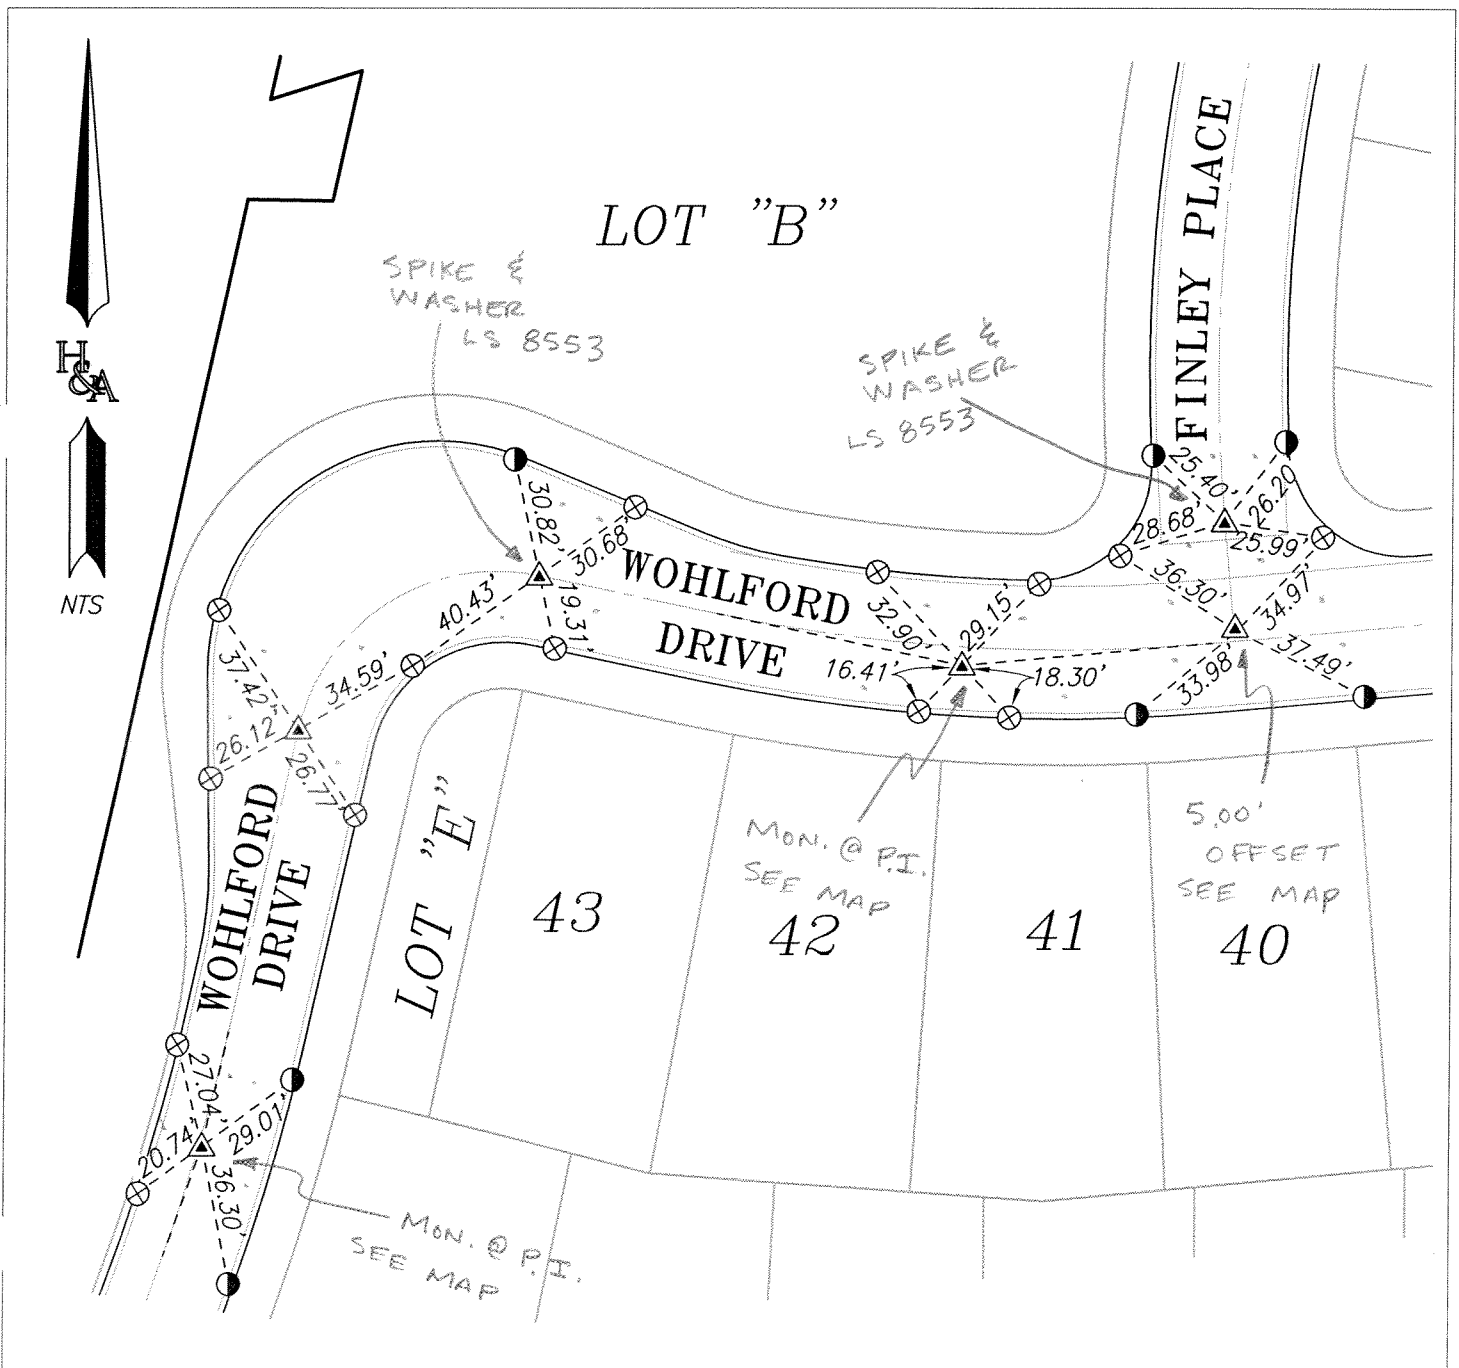 LOT "B"
SPIKE &
WASHER
LS 8553
SPIKE &
WASHER
LS 8553
FINLEY PLACE
H&A
NTS
25.40'
26.20
28.68'
25.99'
30.82'
30.68'
WOHLFORD
DRIVE
40.43'
19.31'
32.90'
29.15'
36.30'
34.97'
16.41'
18.30'
33.98'
37.49'
37.42'
34.59'
26.12'
26.77'
WOHLFORD
DRIVE
LOT "E"
43
42
41
40
MON. @ P.I.
SEE MAP
5.00'
OFFSET
SEE MAP
27.04'
29.01'
20.74'
36.30'
MON. @ P.I.
SEE MAP